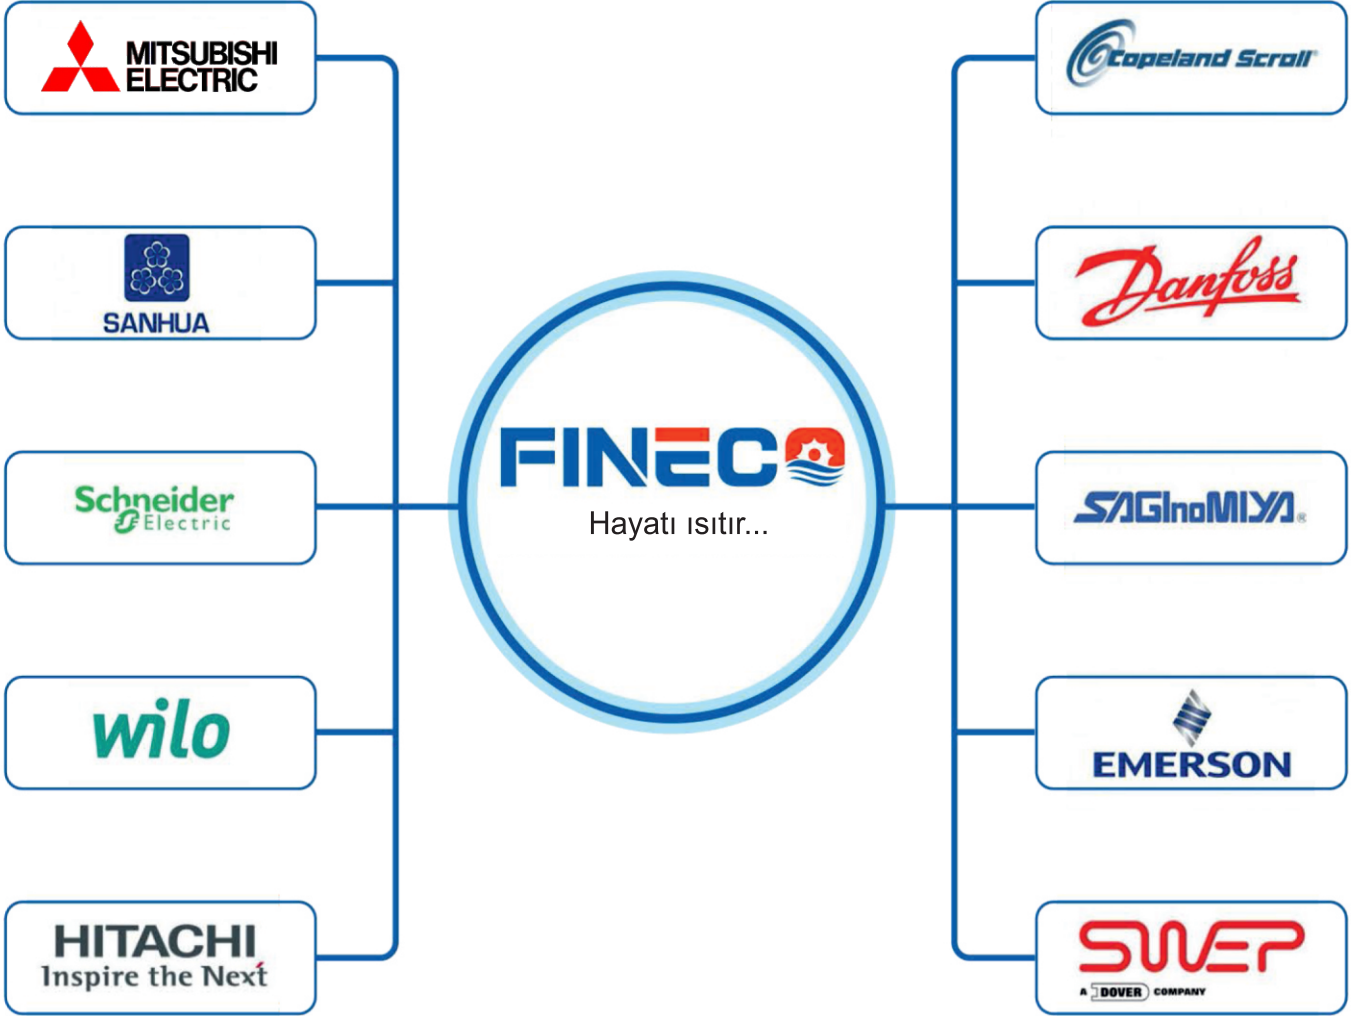 MITSUBISHI
ELECTRIC
SANHUA
Schneider
Electric
wilo
HITACHI
Inspire the Next
FINECO
Hayatı ısıtır...
Copeland Scroll
Danfoss
SAGInoMIYA®
EMERSON
SWEP
A DOVER COMPANY